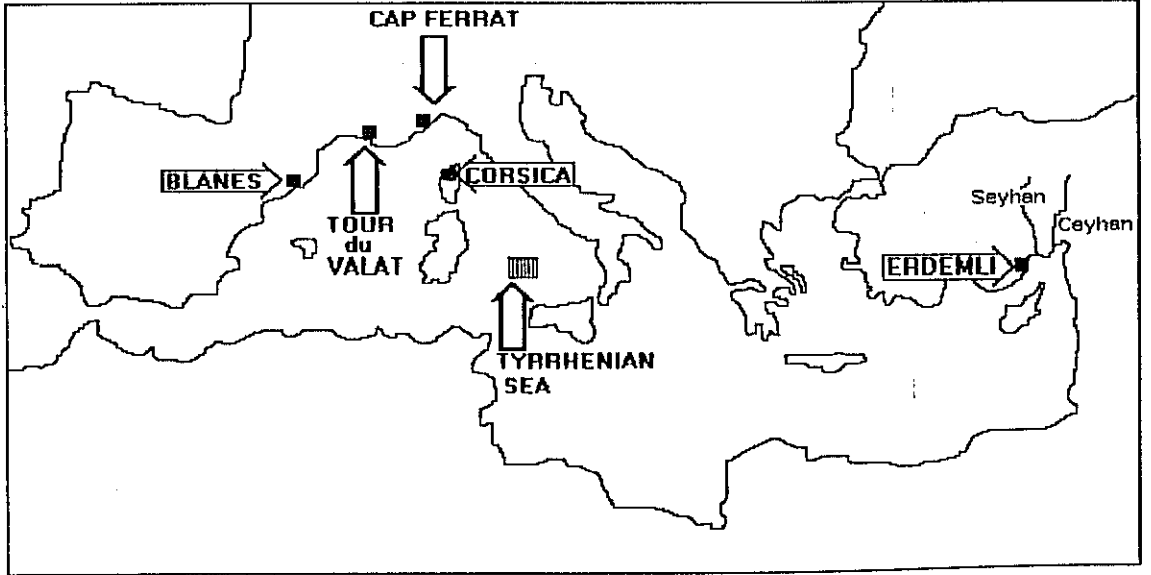 CAP FERRAT
BLANES
CORSICA
TOUR
du
VALAT
Seyhan
Ceyhan
ERDEMLI
TYRRHENIAN
SEA